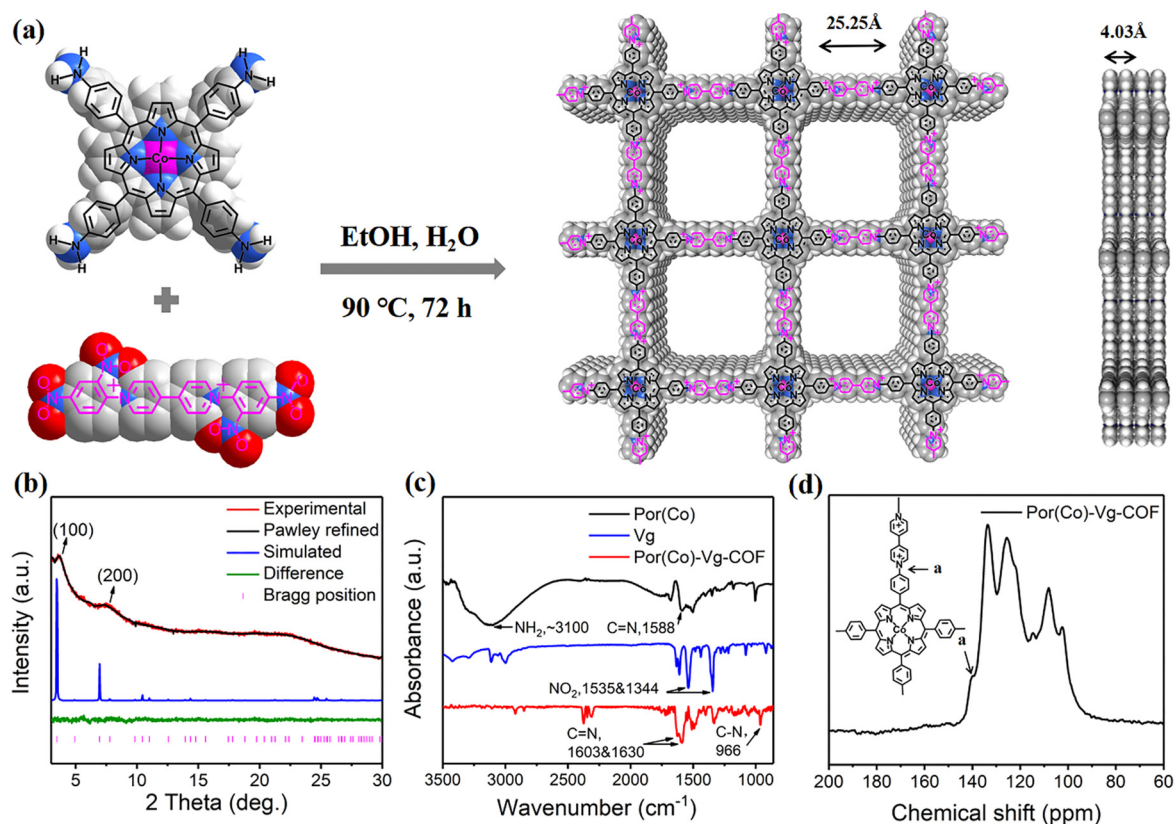 (a)
25.25Å
4.03Å
H
H
N
N
H
H
N
N
Co
N
N
H
H
N
N
H
H
EtOH, H₂O
90 °C, 72 h
(b)
Experimental
Pawley refined
Simulated
Difference
Bragg position
(100)
(200)
Intensity (a.u.)
5 10 15 20 25 30
2 Theta (deg.)
(c)
Por(Co)
Vg
Por(Co)-Vg-COF
NH₂,~3100
C=N,1588
NO₂,1535&1344
C=N,
1603&1630
C-N,
966
Absorbance (a.u.)
3500 3000 2500 2000 1500 1000
Wavenumber (cm⁻¹)
(d)
Por(Co)-Vg-COF
a
a
N
N
N
Co
N
N
N
200 180 160 140 120 100 80 60
Chemical shift (ppm)